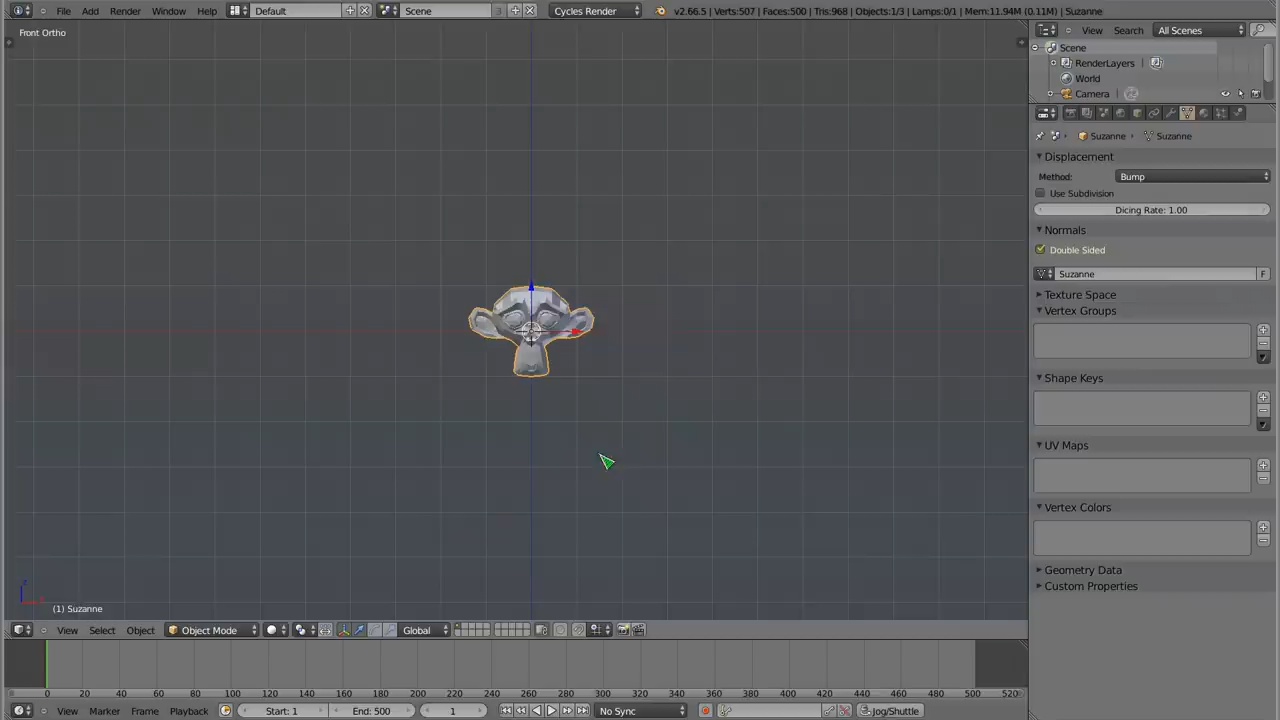 File Add Render Window Help Default Scene 3 Cycles Render v2.66.5 | Verts:507 | Faces:500 | Tris:968 | Objects:1/3 | Lamps:0/1 | Mem:11.94M (0.11M) | Suzanne
Front Ortho
View Search All Scenes
Scene
RenderLayers
World
Camera
Suzanne Suzanne
Displacement
Method: Bump
Use Subdivision
Dicing Rate: 1.00
Normals
Double Sided
Suzanne F
Texture Space
Vertex Groups
Shape Keys
UV Maps
Vertex Colors
Geometry Data
Custom Properties
z
x
(1) Suzanne
View Select Object Object Mode Global
0 20 40 60 80 100 120 140 160 180 200 220 240 260 280 300 320 340 360 380 400 420 440 460 480 500 520
View Marker Frame Playback Start: 1 End: 500 1 No Sync Jog/Shuttle